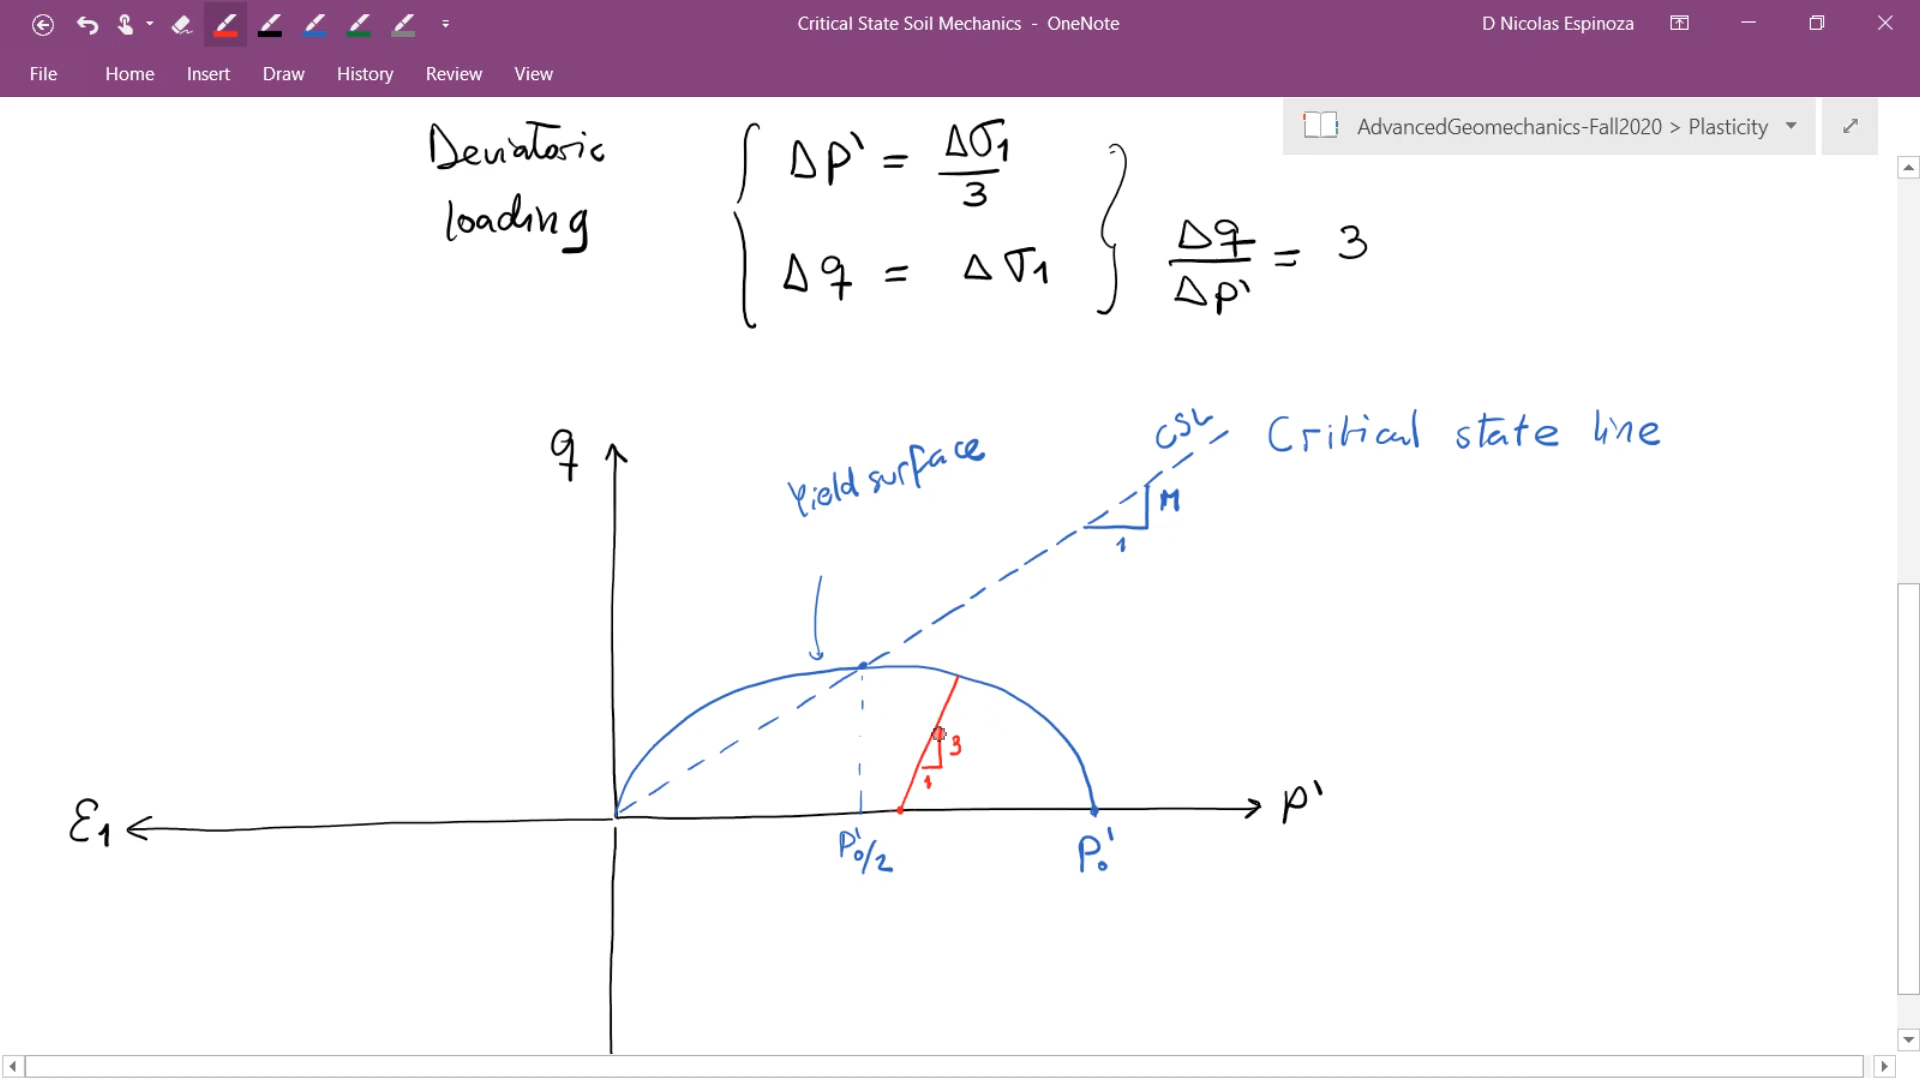 Critical State Soil Mechanics - OneNote
D Nicolas Espinoza
File Home Insert Draw History Review View
AdvancedGeomechanics-Fall2020 > Plasticity
Deviatoric
loading
Δp' = Δσ1/3
Δq = Δσ1
Δq/Δp' = 3
q
Yield surface
CSL
Critical state line
M
1
3
1
ε1
p'
p'o/2
Po'